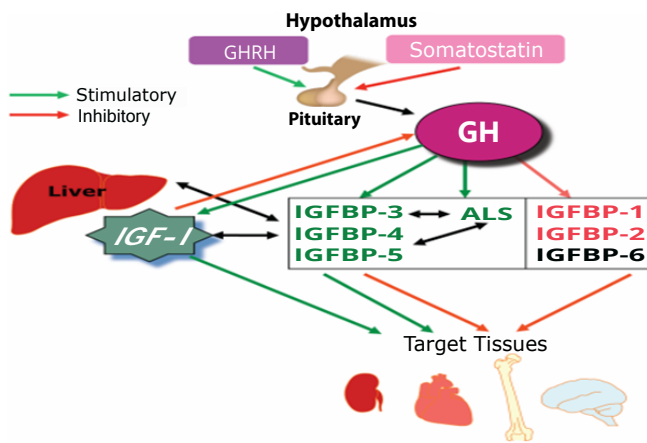 Hypothalamus
GHRH
Somatostatin
Stimulatory
Inhibitory
Pituitary
GH
Liver
IGF-I
IGFBP-3
ALS
IGFBP-1
IGFBP-4
IGFBP-2
IGFBP-5
IGFBP-6
Target Tissues